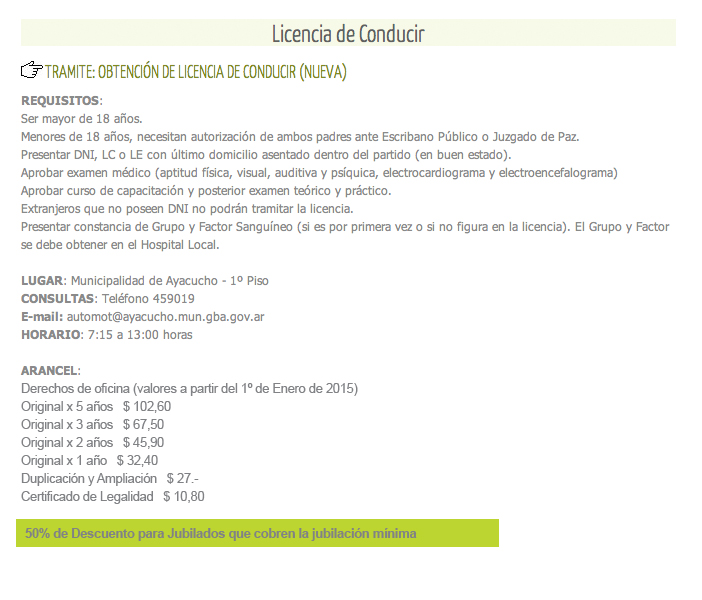 Licencia de Conducir
TRAMITE: OBTENCIÓN DE LICENCIA DE CONDUCIR (NUEVA)
REQUISITOS:
Ser mayor de 18 años.
Menores de 18 años, necesitan autorización de ambos padres ante Escribano Público o Juzgado de Paz.
Presentar DNI, LC o LE con último domicilio asentado dentro del partido (en buen estado).
Aprobar examen médico (aptitud física, visual, auditiva y psíquica, electrocardiograma y electroencefalograma)
Aprobar curso de capacitación y posterior examen teórico y práctico.
Extranjeros que no poseen DNI no podrán tramitar la licencia.
Presentar constancia de Grupo y Factor Sanguíneo (si es por primera vez o si no figura en la licencia). El Grupo y Factor
se debe obtener en el Hospital Local.
LUGAR: Municipalidad de Ayacucho - 1º Piso
CONSULTAS: Teléfono 459019
E-mail: automot@ayacucho.mun.gba.gov.ar
HORARIO: 7:15 a 13:00 horas
ARANCEL:
Derechos de oficina (valores a partir del 1º de Enero de 2015)
Original x 5 años $ 102,60
Original x 3 años $ 67,50
Original x 2 años $ 45,90
Original x 1 año $ 32,40
Duplicación y Ampliación $ 27.-
Certificado de Legalidad $ 10,80
50% de Descuento para Jubilados que cobren la jubilación mínima